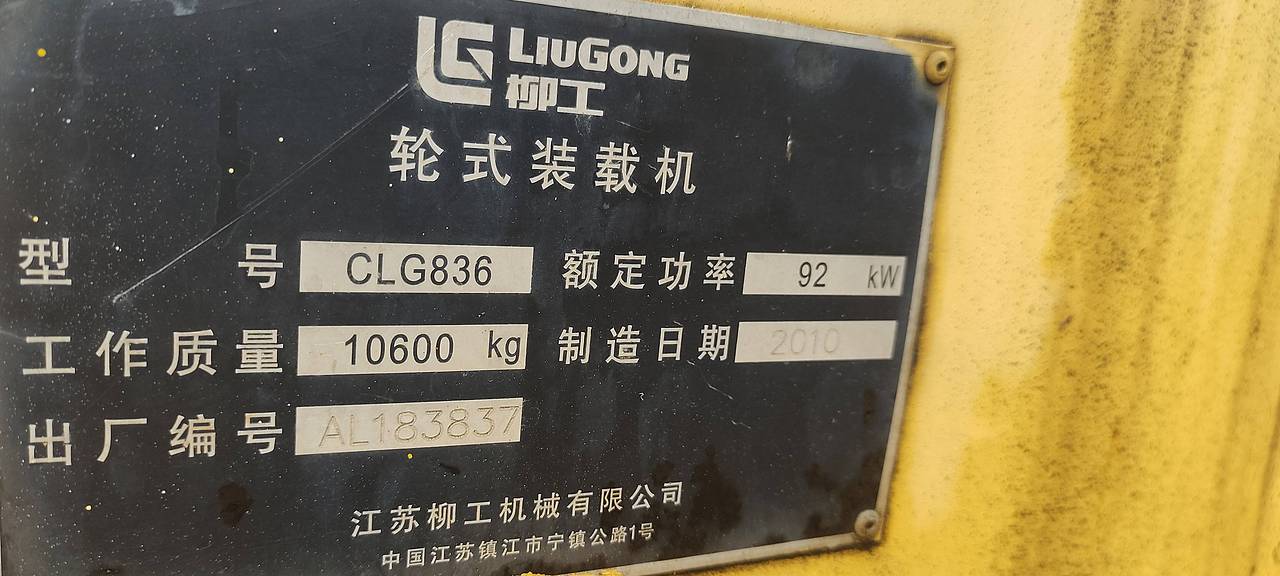 LG LIUGONG
柳工
轮式装载机
型号 CLG836 额定功率 92 kW
工作质量 10600 kg 制造日期 2010
出厂编号 AL183837
江苏柳工机械有限公司
中国江苏镇江市宁镇公路1号